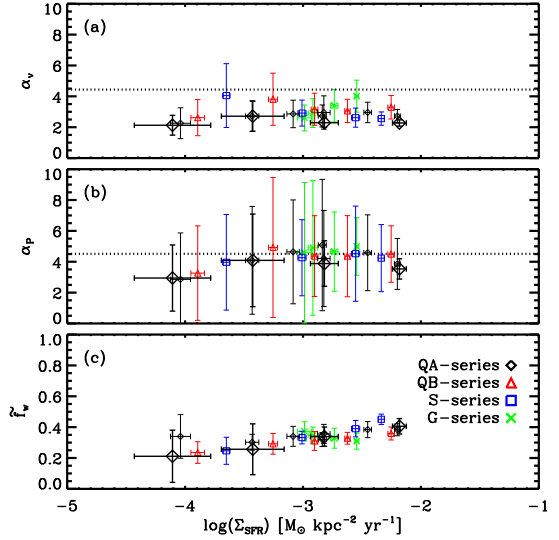 (a)
α_v
8
6
4
2
0
(b)
α_P
10
8
6
4
2
0
(c)
f̃_w
1.0
0.8
0.6
0.4
0.2
0.0
QA−series
QB−series
S−series
G−series
−5 −4 −3 −2 −1
log(Σ_SFR) [M_⊙ kpc^−2 yr^−1]